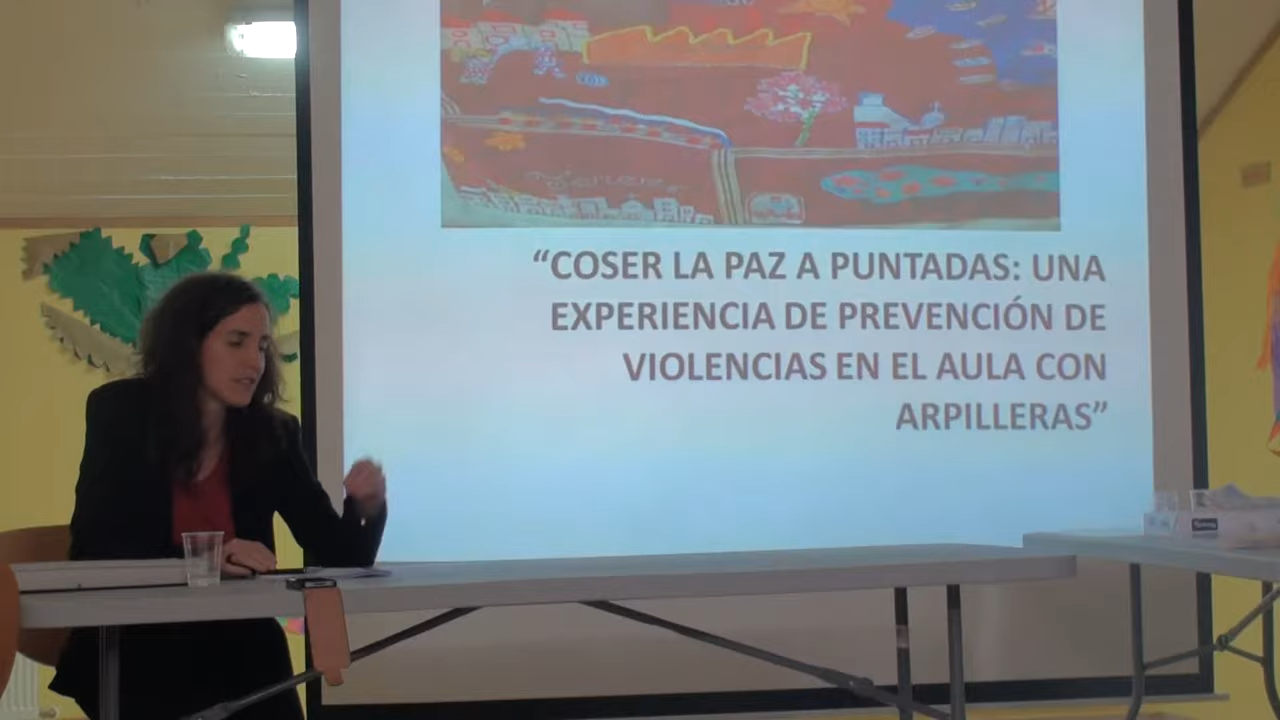 “COSER LA PAZ A PUNTADAS: UNA
EXPERIENCIA DE PREVENCIÓN DE
VIOLENCIAS EN EL AULA CON
ARPILLERAS”